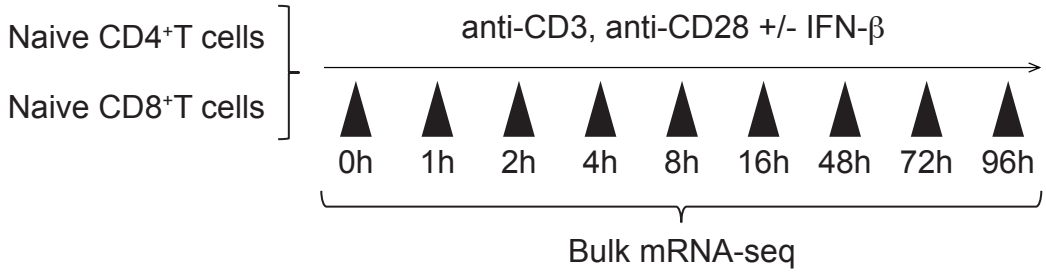 Naive CD4⁺T cells
Naive CD8⁺T cells
anti-CD3, anti-CD28 +/- IFN-β
0h 1h 2h 4h 8h 16h 48h 72h 96h
Bulk mRNA-seq